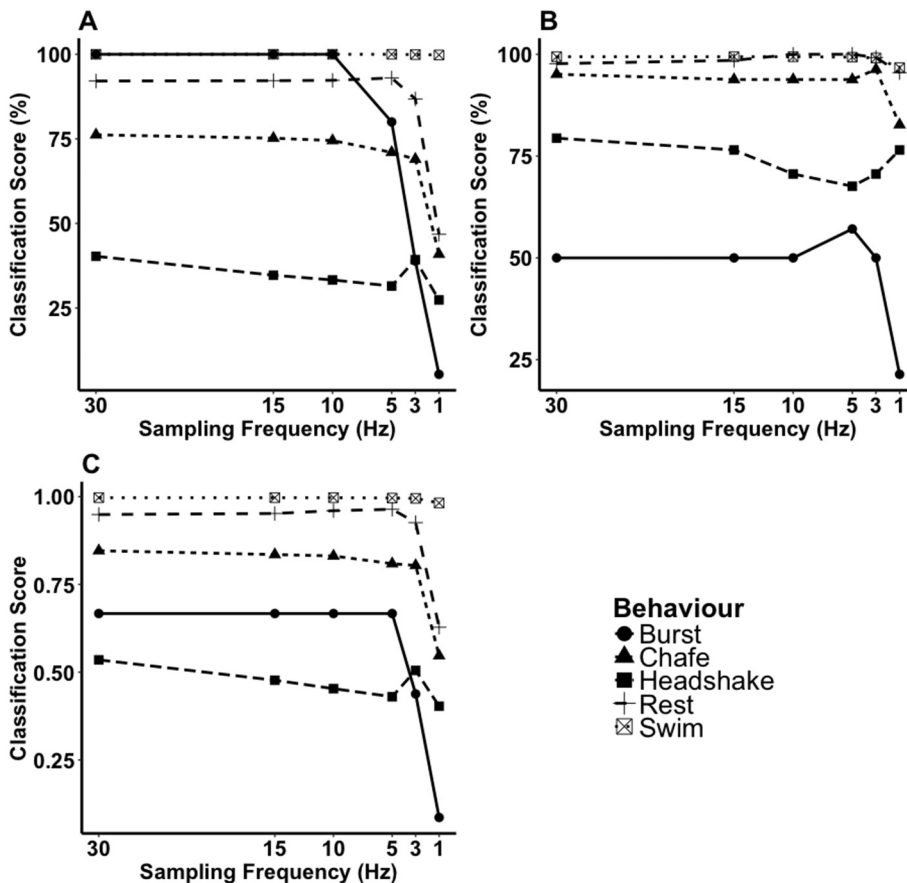 A
Classification Score (%)
100
75
50
25
30 15 10 5 3 1
Sampling Frequency (Hz)
B
Classification Score (%)
100
75
50
25
30 15 10 5 3 1
Sampling Frequency (Hz)
C
Classification Score
1.00
0.75
0.50
0.25
30 15 10 5 3 1
Sampling Frequency (Hz)
Behaviour
Burst
Chafe
Headshake
Rest
Swim